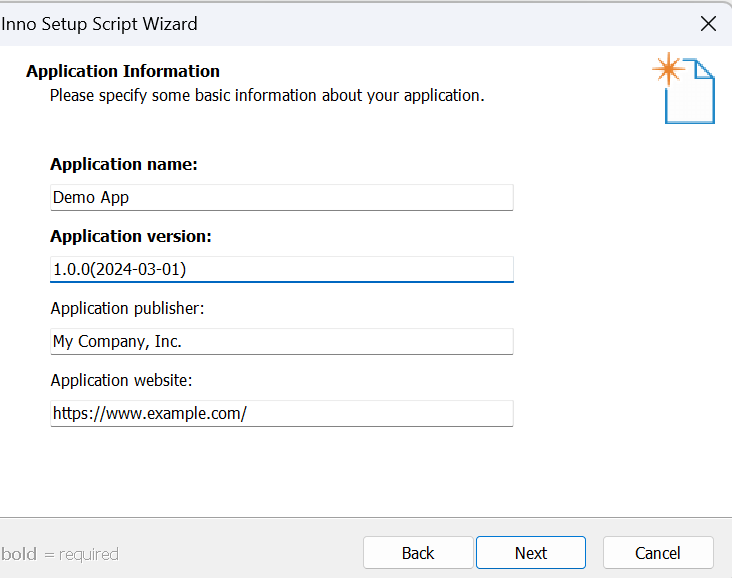 Inno Setup Script Wizard
Application Information
Please specify some basic information about your application.
Application name:
Demo App
Application version:
1.0.0(2024-03-01)
Application publisher:
My Company, Inc.
Application website:
https://www.example.com/
bold = required
Back
Next
Cancel